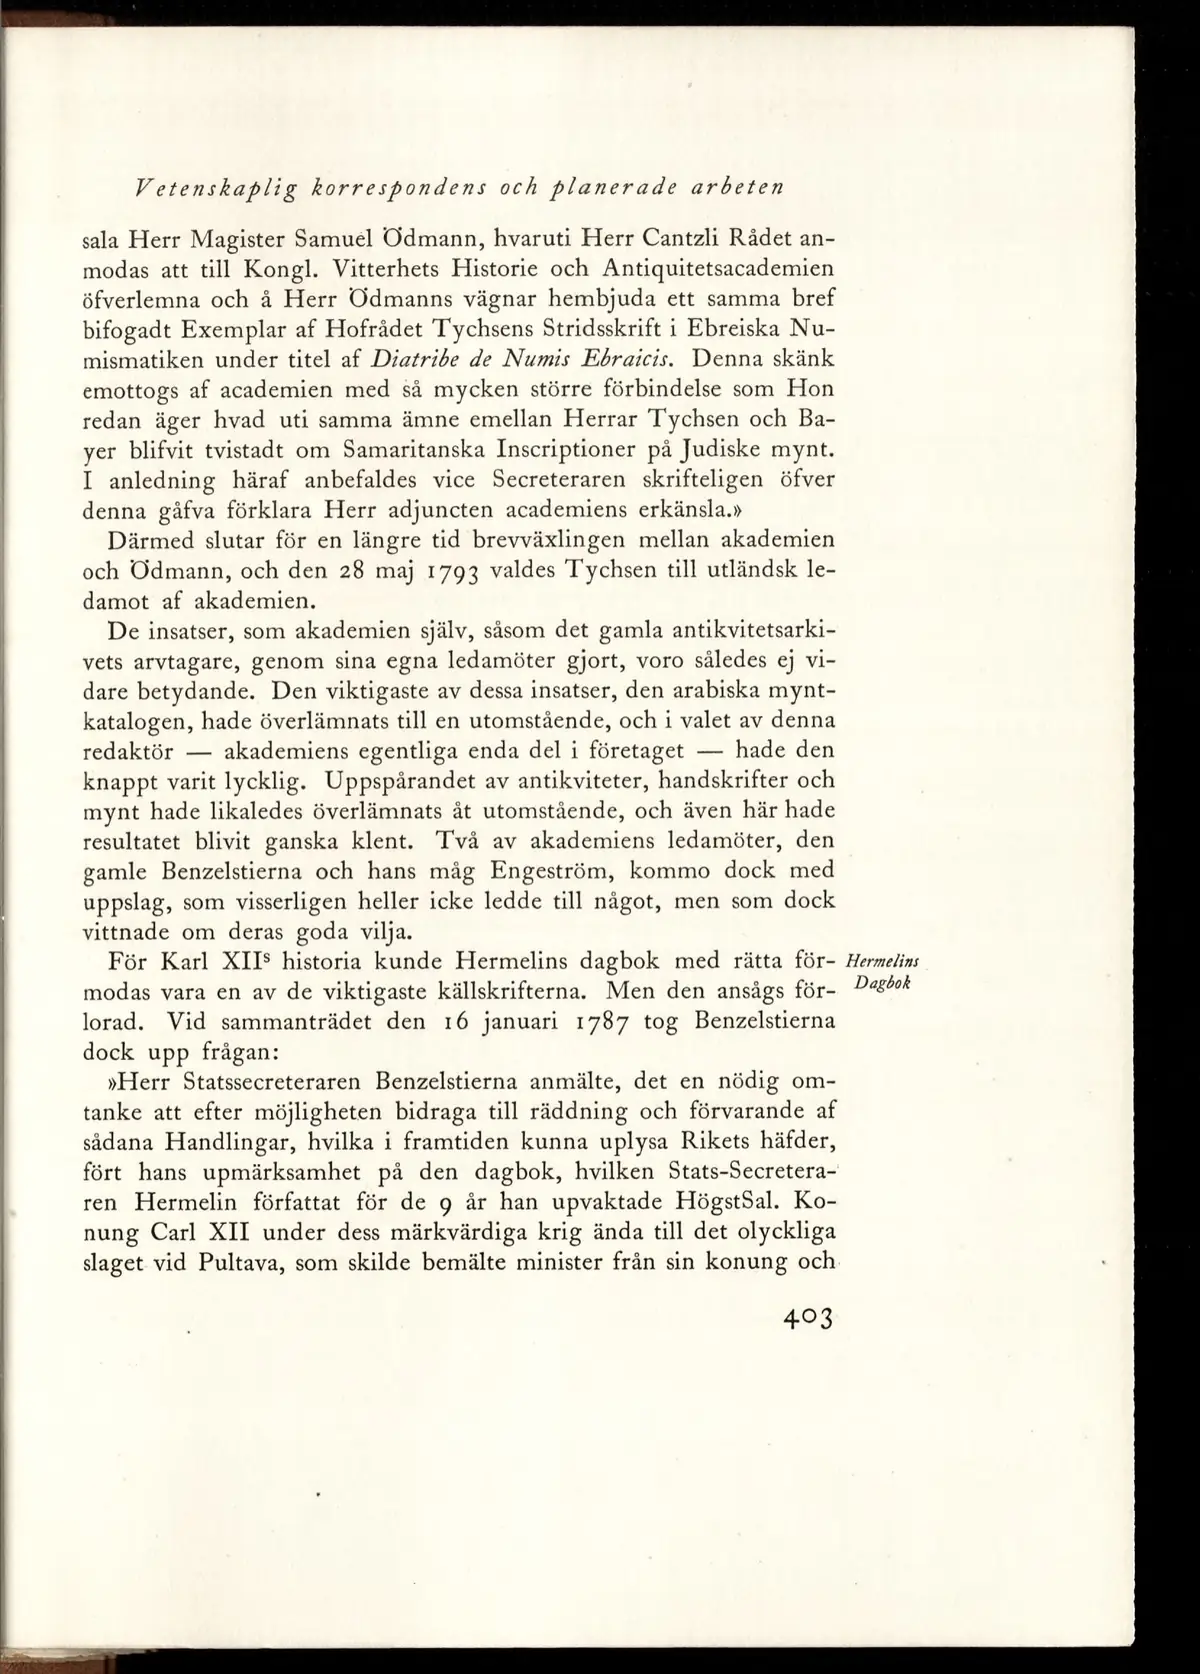 Vetenskaplig korrespondens och planerade arbeten
sala Herr Magister Samuel Ödmann, hvaruti Herr Cantzli Rådet an-
modas att till Kongl. Vitterhets Historie och Antiquitetsacademien
öfverlemna och å Herr Ödmanns vägnar hembjuda ett samma bref
bifogadt Exemplar af Hofrådet Tychsens Stridsskrift i Ebreiska Nu-
mismatiken under titel af Diatribe de Numis Ebraicis. Denna skänk
emottogs af academien med så mycken större förbindelse som Hon
redan äger hvad uti samma ämne emellan Herrar Tychsen och Ba-
yer blifvit tvistadt om Samaritanska Inscriptioner på Judiske mynt.
I anledning häraf anbefaldes vice Secreteraren skrifteligen öfver
denna gåfva förklara Herr adjuncten academiens erkänsla.»
Därmed slutar för en längre tid brevväxlingen mellan akademien
och Ödmann, och den 28 maj 1793 valdes Tychsen till utländsk le-
damot af akademien.
De insatser, som akademien själv, såsom det gamla antikvitetsarki-
vets arvtagare, genom sina egna ledamöter gjort, voro således ej vi-
dare betydande. Den viktigaste av dessa insatser, den arabiska mynt-
katalogen, hade överlämnats till en utomstående, och i valet av denna
redaktör — akademiens egentliga enda del i företaget — hade den
knappt varit lycklig. Uppspårandet av antikviteter, handskrifter och
mynt hade likaledes överlämnats åt utomstående, och även här hade
resultatet blivit ganska klent. Två av akademiens ledamöter, den
gamle Benzelstierna och hans måg Engeström, kommo dock med
uppslag, som visserligen heller icke ledde till något, men som dock
vittnade om deras goda vilja.
För Karl XIIs historia kunde Hermelins dagbok med rätta för-
modas vara en av de viktigaste källskrifterna. Men den ansågs för-
lorad. Vid sammanträdet den 16 januari 1787 tog Benzelstierna
dock upp frågan:
Hermelins
Dagbok
»Herr Statssecreteraren Benzelstierna anmälte, det en nödig om-
tanke att efter möjligheten bidraga till räddning och förvarande af
sådana Handlingar, hvilka i framtiden kunna uplysa Rikets häfder,
fört hans upmärksamhet på den dagbok, hvilken Stats-Secretera-
ren Hermelin författat för de 9 år han upvaktade HögstSal. Ko-
nung Carl XII under dess märkvärdiga krig ända till det olyckliga
slaget vid Pultava, som skilde bemälte minister från sin konung och
403